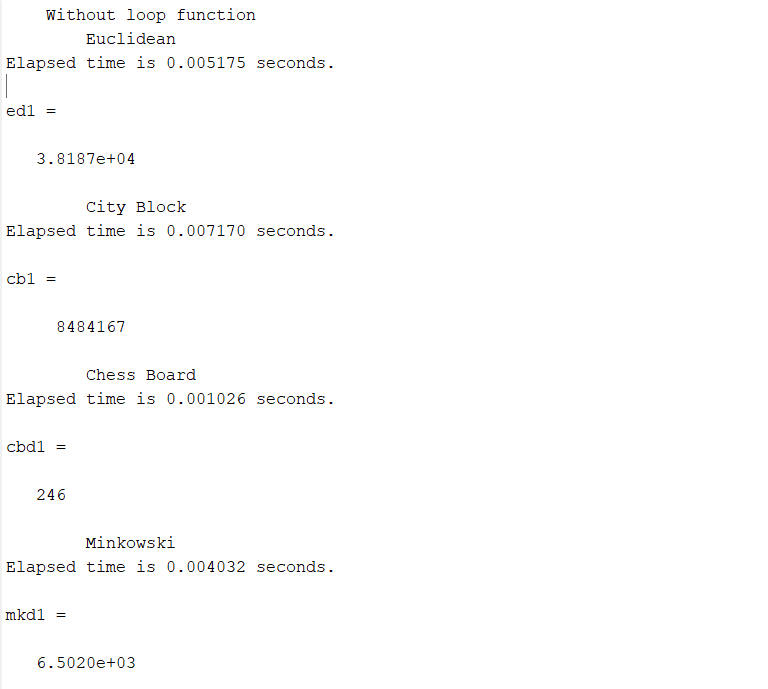 Without loop function
Euclidean
Elapsed time is 0.005175 seconds.
ed1 =
3.8187e+04
City Block
Elapsed time is 0.007170 seconds.
cb1 =
8484167
Chess Board
Elapsed time is 0.001026 seconds.
cbd1 =
246
Minkowski
Elapsed time is 0.004032 seconds.
mkd1 =
6.5020e+03